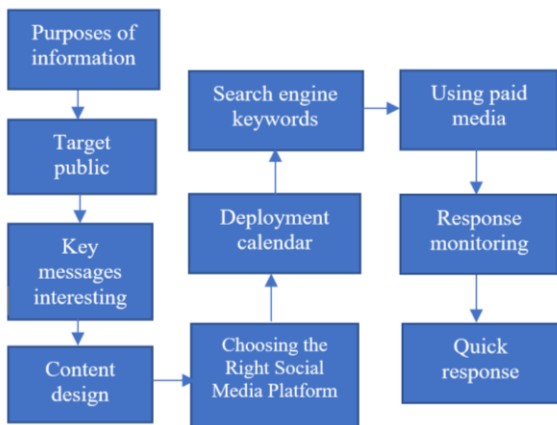 Purposes of
information
Target
public
Key
messages
interesting
Content
design
Choosing the
Right Social
Media Platform
Deployment
calendar
Search engine
keywords
Using paid
media
Response
monitoring
Quick
response